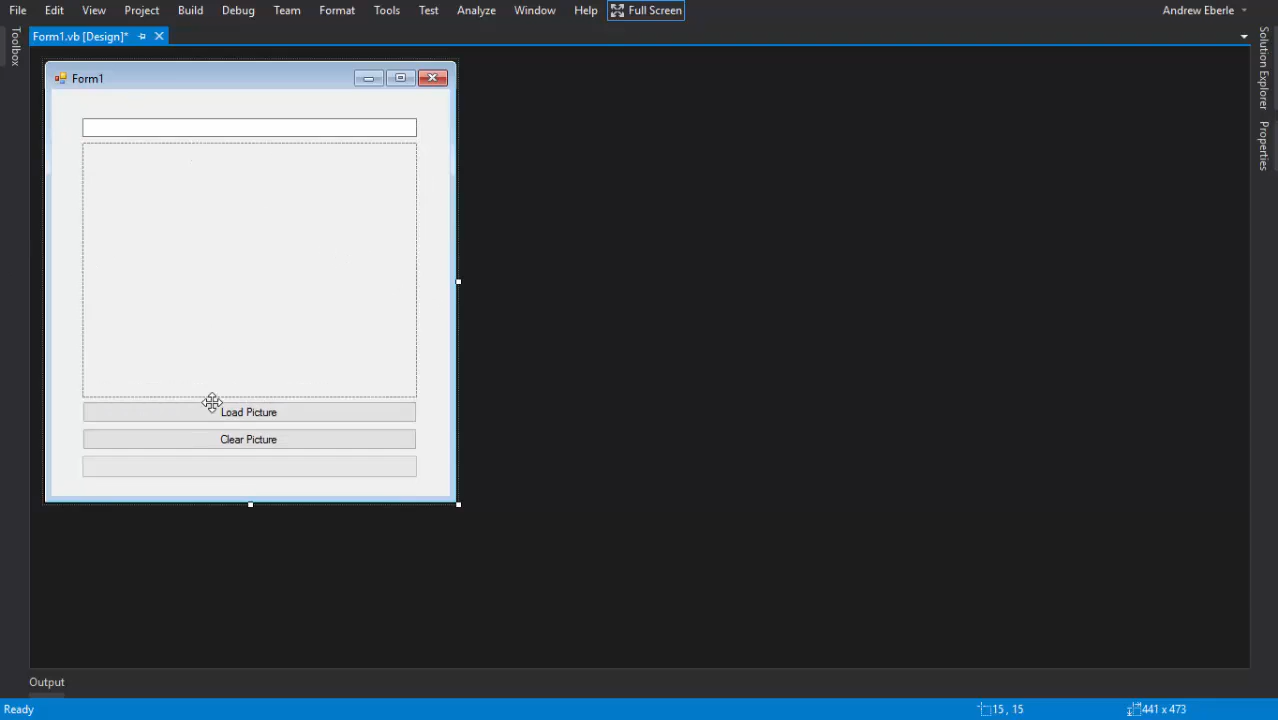 File Edit View Project Build Debug Team Format Tools Test Analyze Window Help Full Screen Andrew Eberle
Form1.vb [Design]*
Toolbox
Solution Explorer
Properties
Form1
Load Picture
Clear Picture
Output
Ready 15 , 15 441 x 473